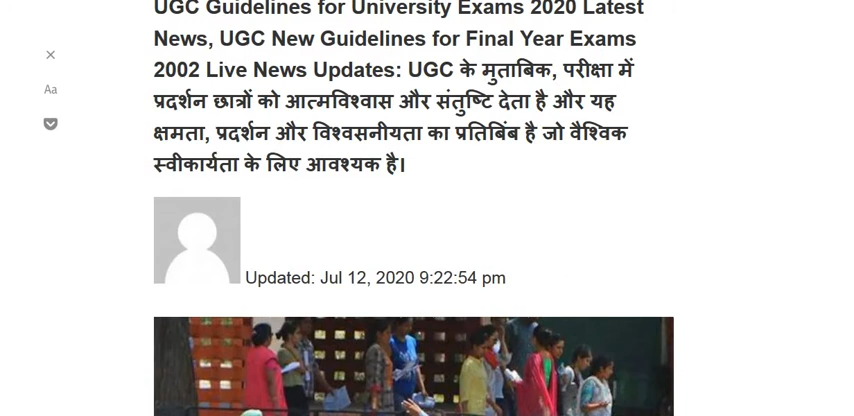 UGC Guidelines for University Exams 2020 Latest
News, UGC New Guidelines for Final Year Exams
2002 Live News Updates: UGC के मुताबिक, परीक्षा में
प्रदर्शन छात्रों को आत्मविश्वास और संतुष्टि देता है और यह
क्षमता, प्रदर्शन और विश्वसनीयता का प्रतिबिंब है जो वैश्विक
स्वीकार्यता के लिए आवश्यक है।
Aa
Updated: Jul 12, 2020 9:22:54 pm